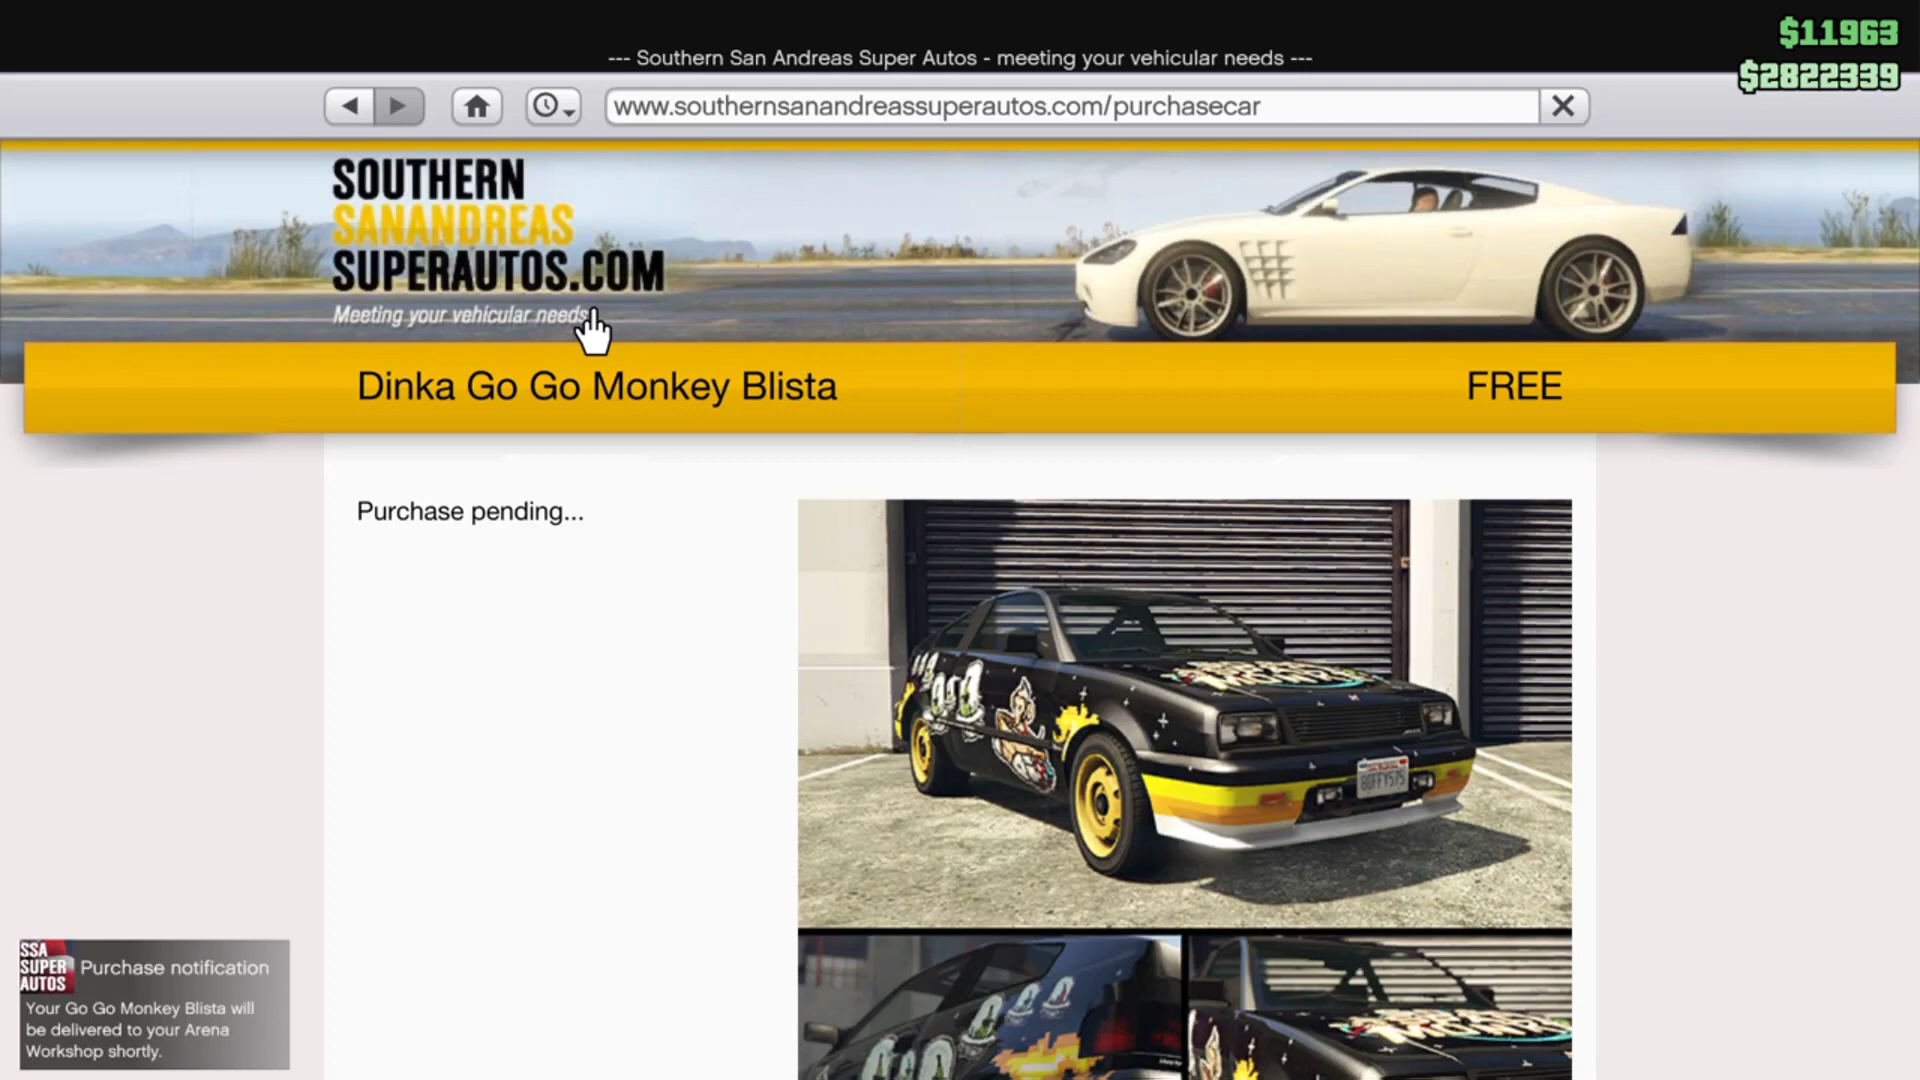 $11963
--- Southern San Andreas Super Autos - meeting your vehicular needs ---
$2822339
www.southernsanandreassuperautos.com/purchasecar
SOUTHERN
SANANDREAS
SUPERAUTOS.COM
Meeting your vehicular needs
Dinka Go Go Monkey Blista
FREE
Purchase pending...
80FFY575
SSA
SUPER
AUTOS
Purchase notification
Your Go Go Monkey Blista will
be delivered to your Arena
Workshop shortly.